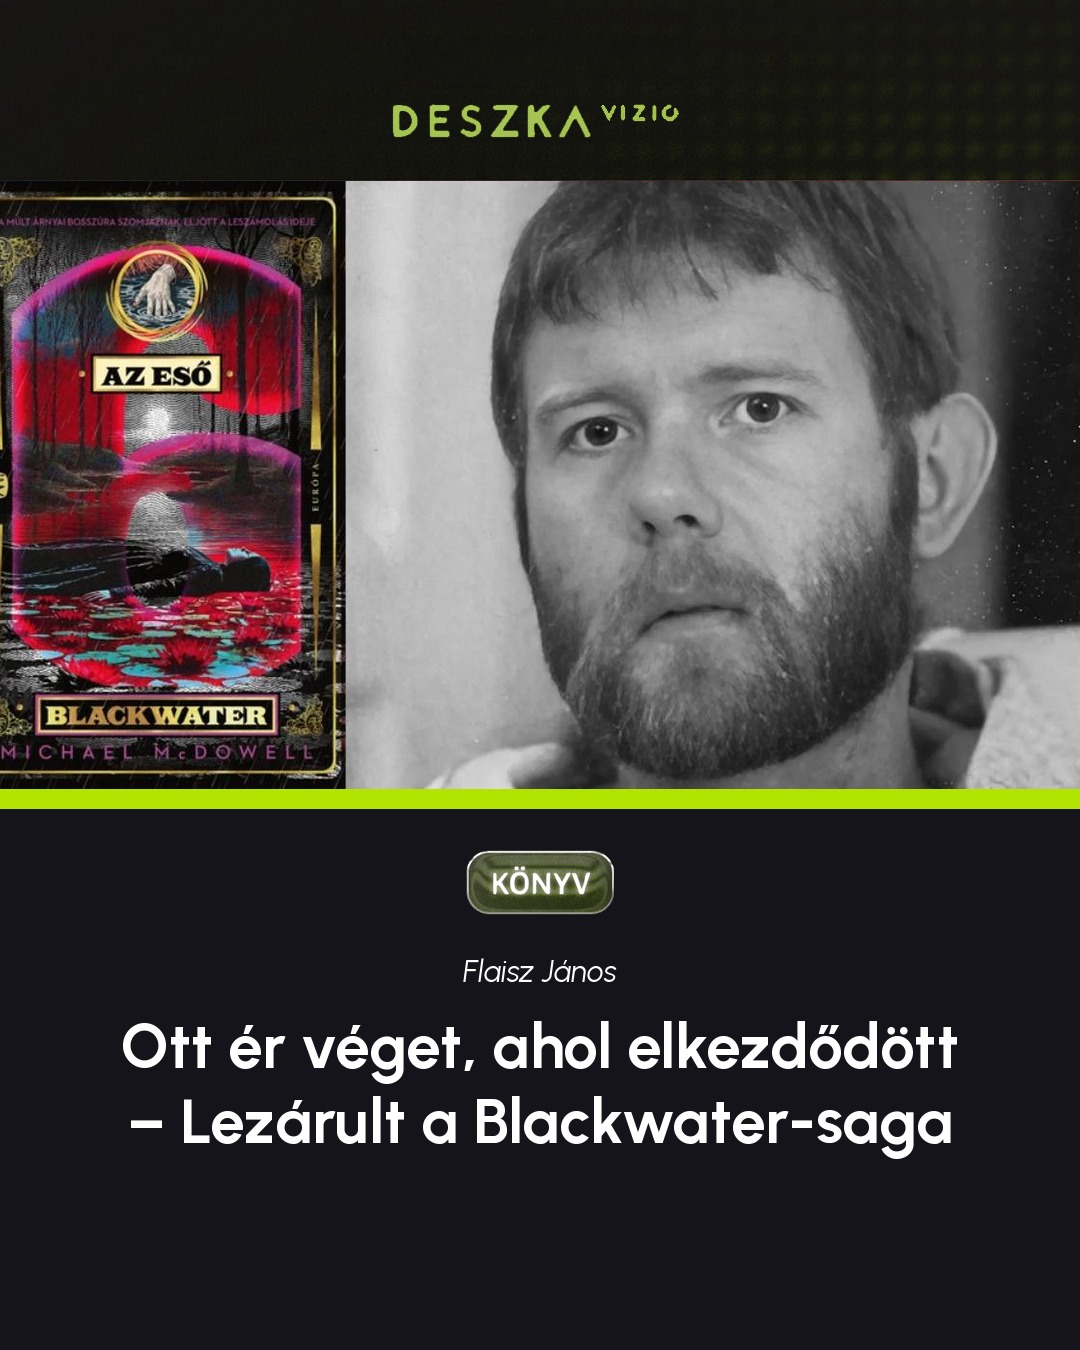 DESZKA VIZIO
A MÚLT ÁRNYAI BOSSZÚRA SZOMJAZNAK, ELJÖTT A LESZÁMOLÁS IDEJE
AZ ESŐ
EURÓPA
BLACKWATER
MICHAEL McDOWELL
KÖNYV
Flaisz János
Ott ér véget, ahol elkezdődött
– Lezárult a Blackwater-saga